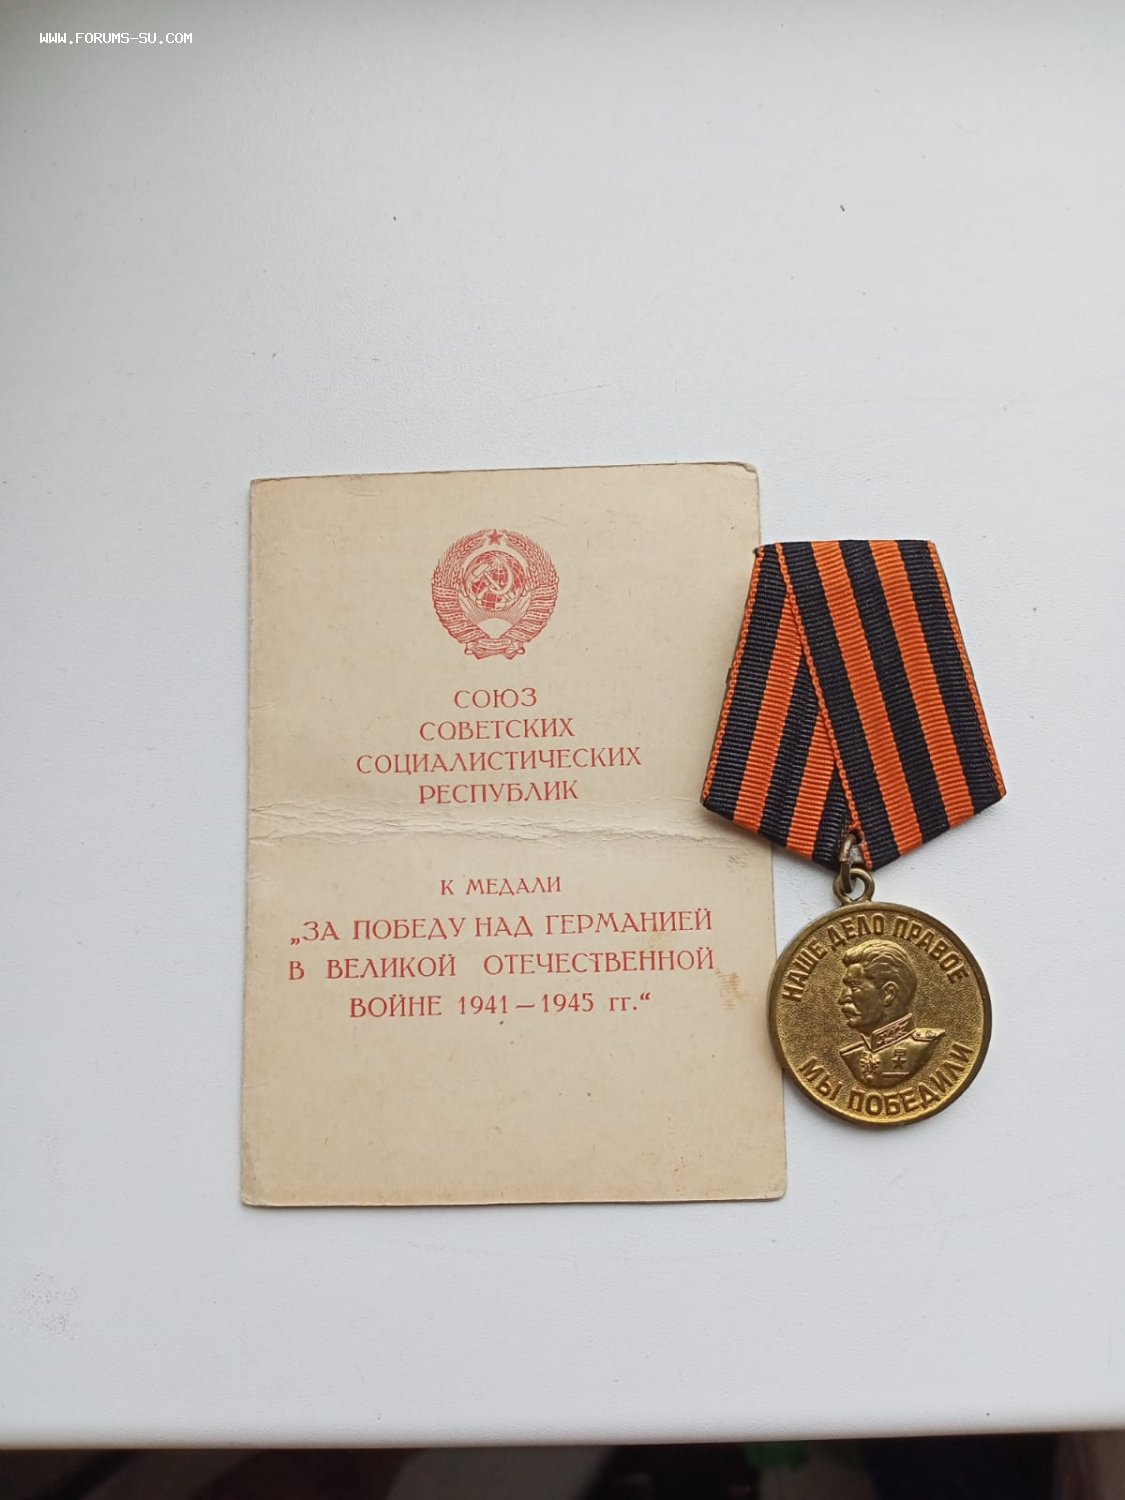 WWW.FORUMS-SU.COM
СОЮЗ
СОВЕТСКИХ
СОЦИАЛИСТИЧЕСКИХ
РЕСПУБЛИК
К МЕДАЛИ
„ЗА ПОБЕДУ НАД ГЕРМАНИЕЙ
В ВЕЛИКОЙ ОТЕЧЕСТВЕННОЙ
ВОЙНЕ 1941—1945 гг.“
НАШЕ ДЕЛО ПРАВОЕ
МЫ ПОБЕДИЛИ